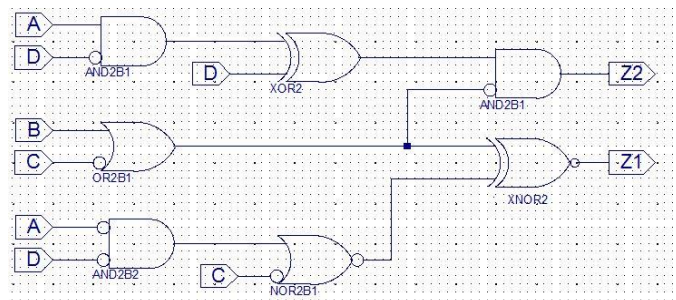 A
D
AND2B1
D
XOR2
AND2B1
Z2
B
C
OR2B1
XNOR2
Z1
A
D
AND2B2
C
NOR2B1